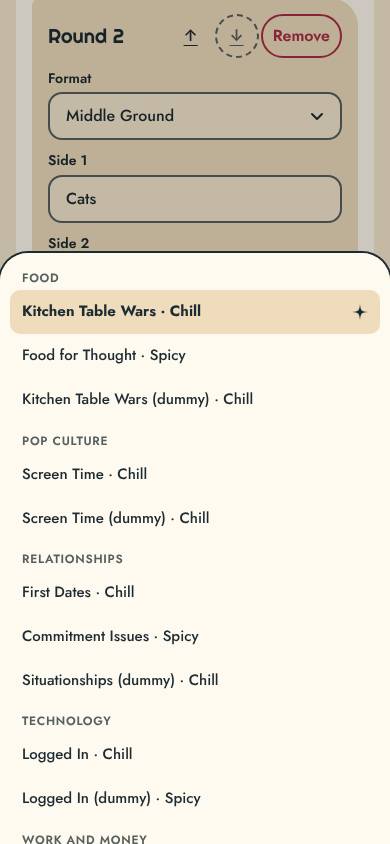 Round 2
Remove
Format
Middle Ground
Side 1
Cats
Side 2
FOOD
Kitchen Table Wars · Chill
Food for Thought · Spicy
Kitchen Table Wars (dummy) · Chill
POP CULTURE
Screen Time · Chill
Screen Time (dummy) · Chill
RELATIONSHIPS
First Dates · Chill
Commitment Issues · Spicy
Situationships (dummy) · Chill
TECHNOLOGY
Logged In · Chill
Logged In (dummy) · Spicy
WORK AND MONEY